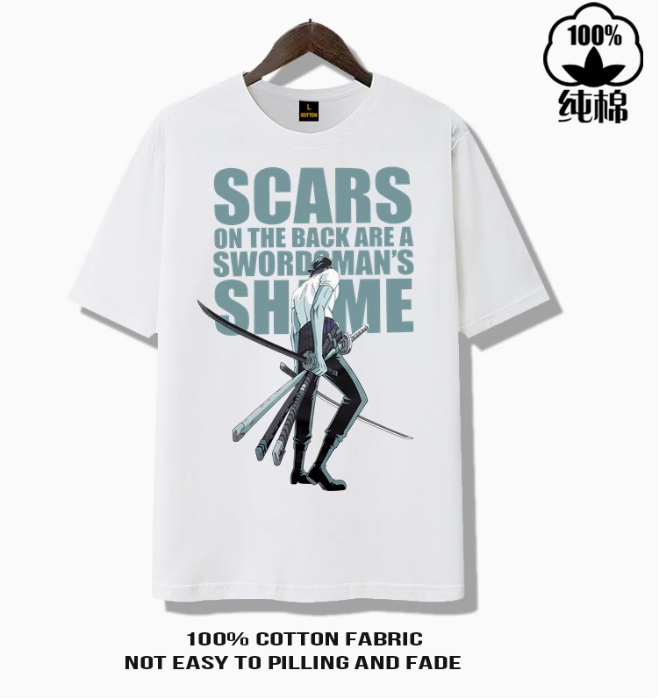 100%
纯棉
L
COTTON
SCARS
ON THE BACK ARE A
SWORDSMAN'S
SHAME
100% COTTON FABRIC
NOT EASY TO PILLING AND FADE